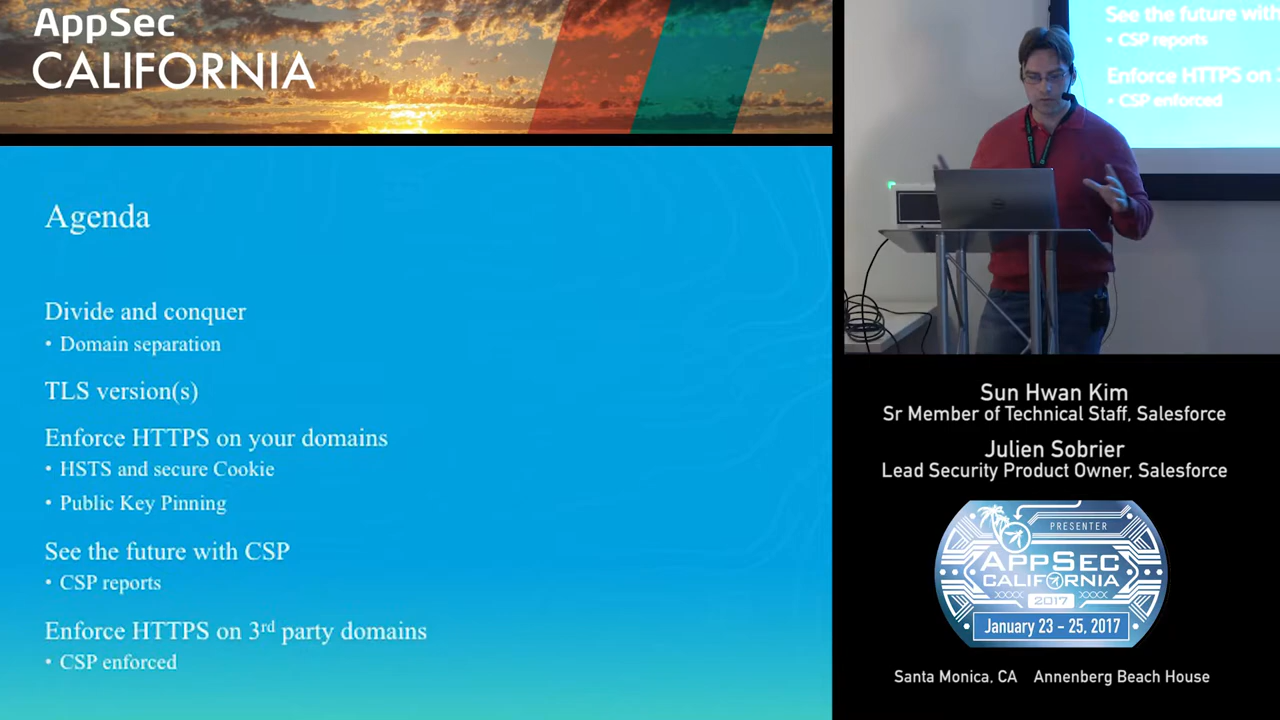 AppSec
CALIFORNIA
Agenda
Divide and conquer
• Domain separation
TLS version(s)
Enforce HTTPS on your domains
• HSTS and secure Cookie
• Public Key Pinning
See the future with CSP
• CSP reports
Enforce HTTPS on 3rd party domains
• CSP enforced
See the future with
• CSP reports
Enforce HTTPS on
• CSP enforced
Sun Hwan Kim
Sr Member of Technical Staff, Salesforce
Julien Sobrier
Lead Security Product Owner, Salesforce
PRESENTER
APPSEC
CALIFORNIA
2017
January 23 – 25, 2017
Santa Monica, CA Annenberg Beach House